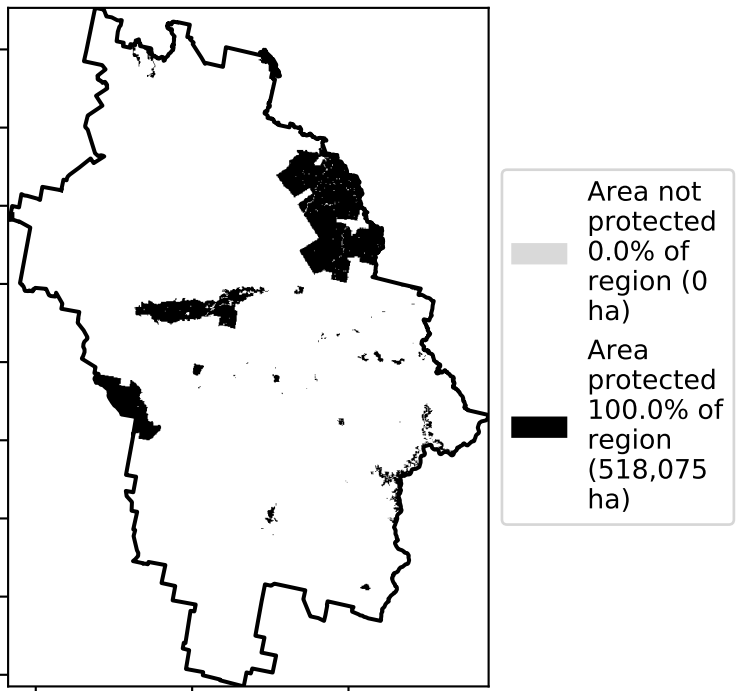 Area not
protected
0.0% of
region (0
ha)
Area
protected
100.0% of
region
(518,075
ha)